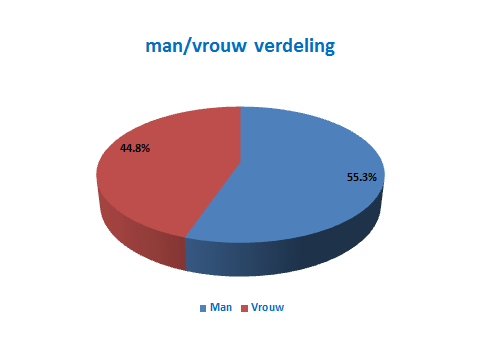 man/vrouw verdeling
44.8%
55.3%
Man Vrouw